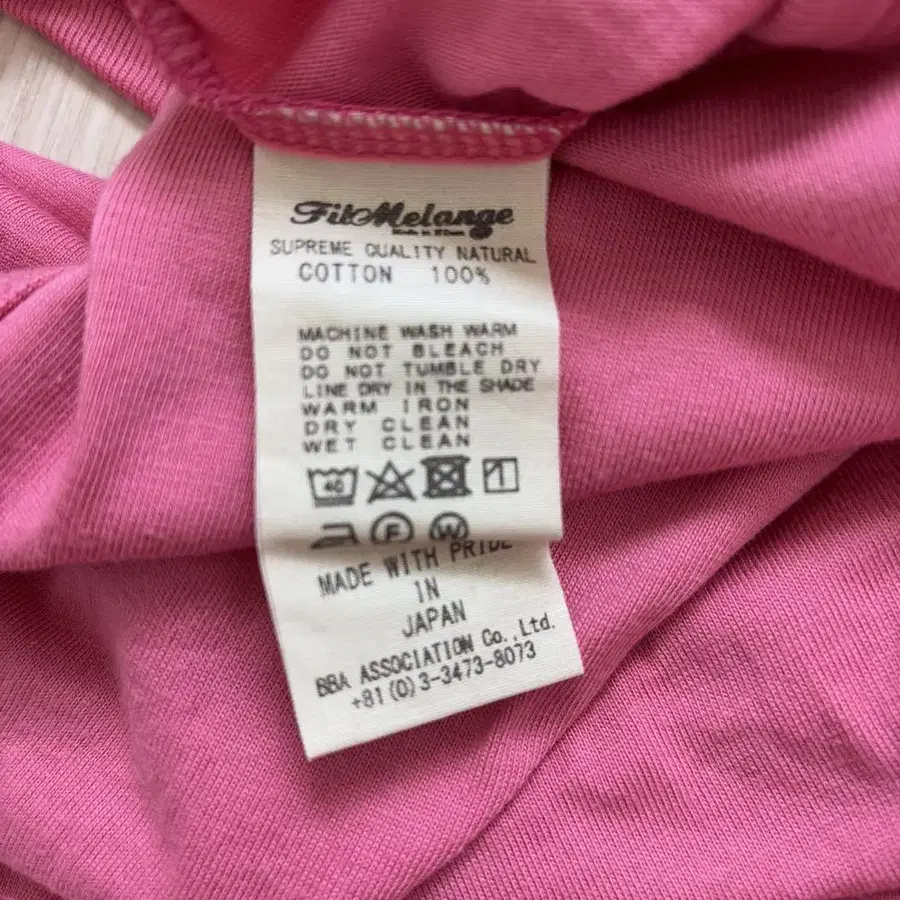 FilMelange
SUPREME QUALITY NATURAL
COTTON 100%
MACHINE WASH WARM
DO NOT BLEACH
DO NOT TUMBLE DRY
LINE DRY IN THE SHADE
WARM IRON
DRY CLEAN
WET CLEAN
40
F W
MADE WITH PRIDE
IN
JAPAN
BBA ASSOCIATION Co.,Ltd.
+81(0)3-3473-8073